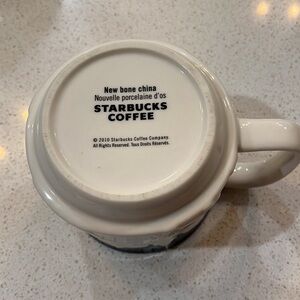 New bone china
Nouvelle porcelaine d'os
STARBUCKS
COFFEE
© 2010 Starbucks Coffee Company.
All Rights Reserved. Tous Droits Réservés.